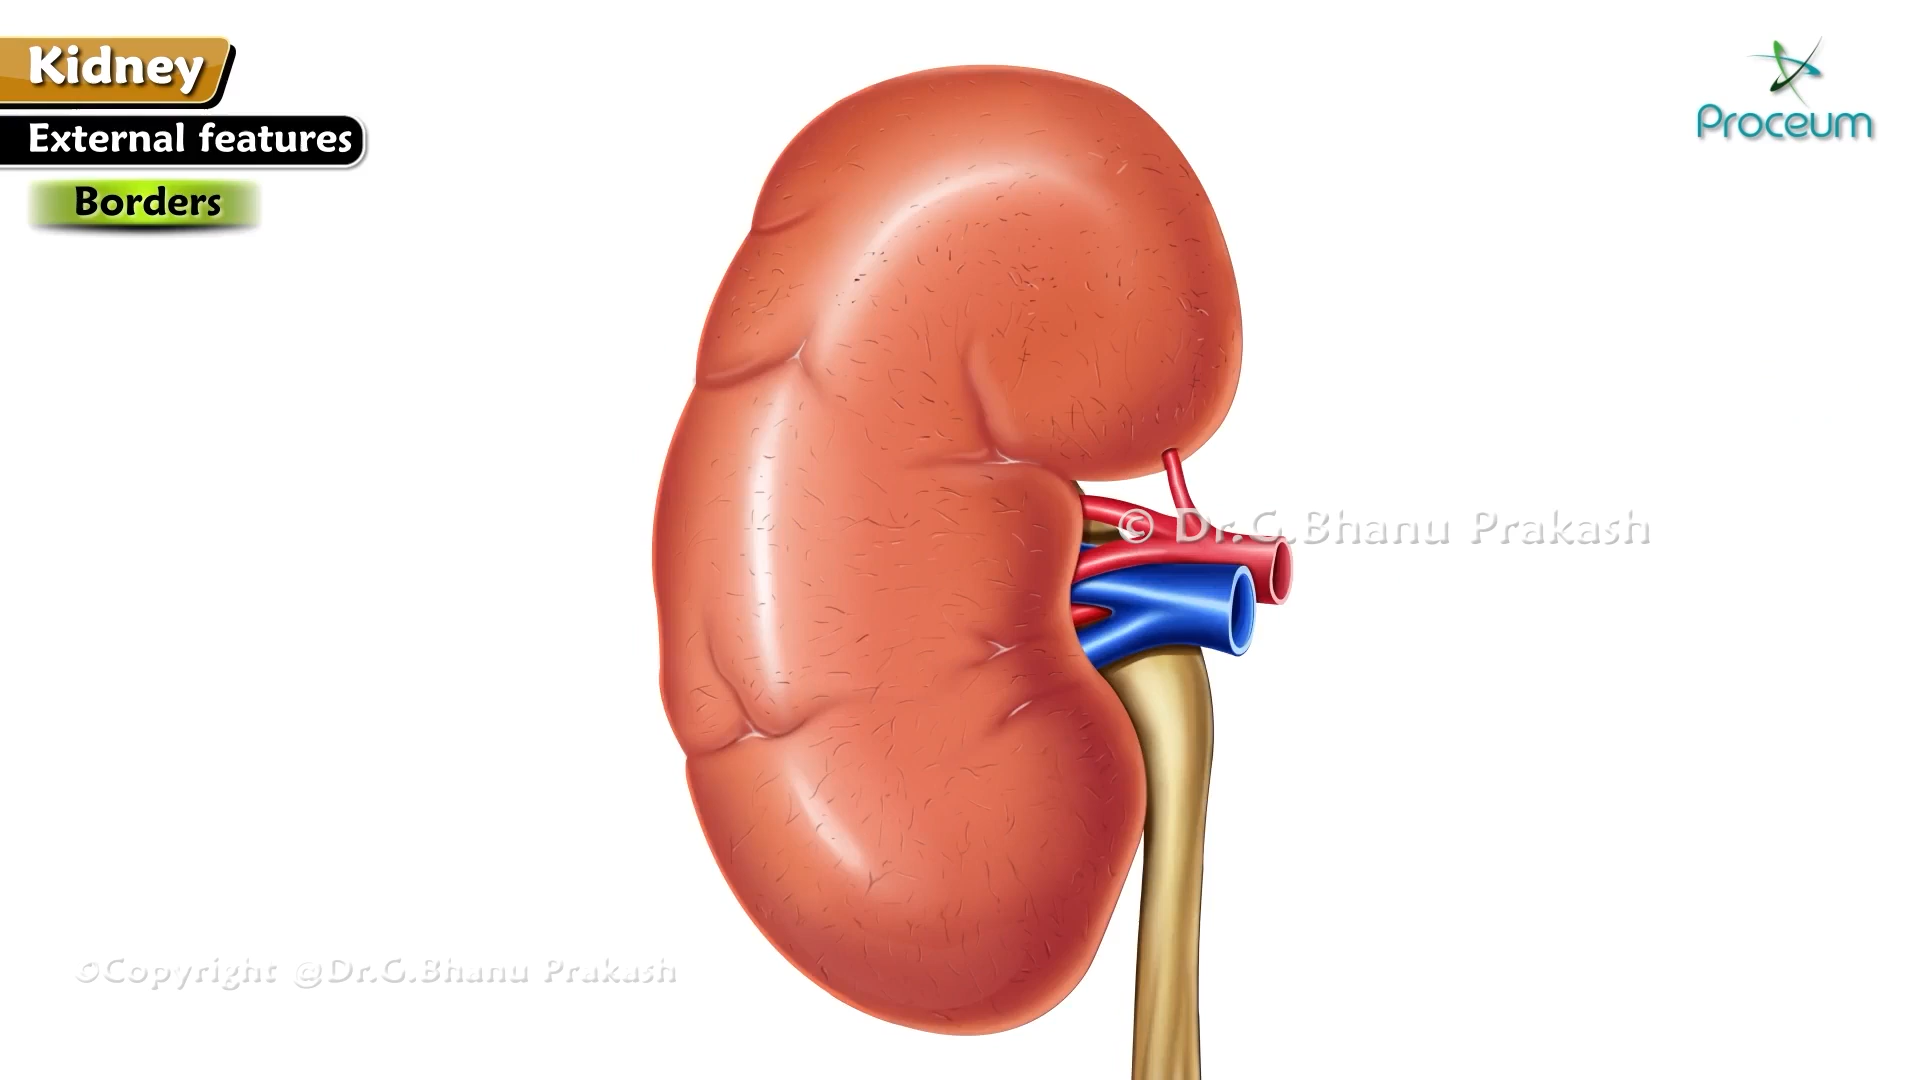 Kidney
External features
Borders
Proceum
© Dr.G.Bhanu Prakash
©Copyright @Dr.G.Bhanu Prakash